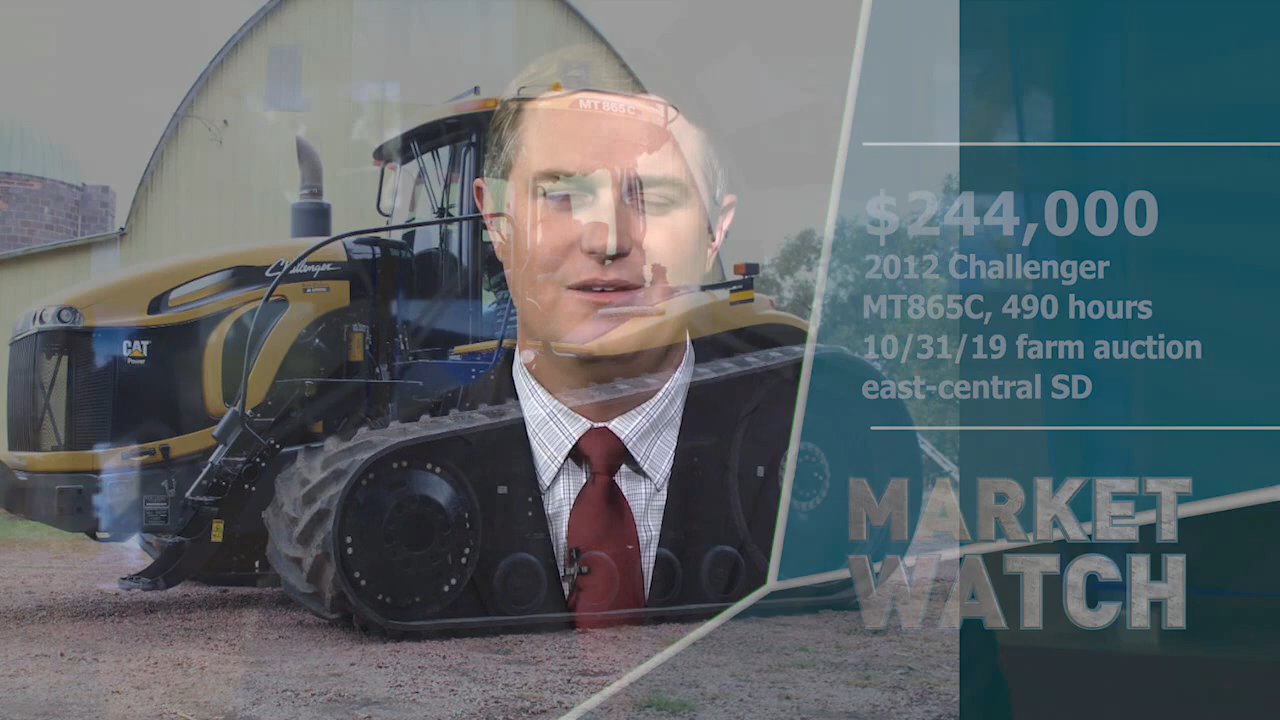 MT865C
Challenger
CAT
Power
$244,000
2012 Challenger
MT865C, 490 hours
10/31/19 farm auction
east-central SD
MARKET
WATCH